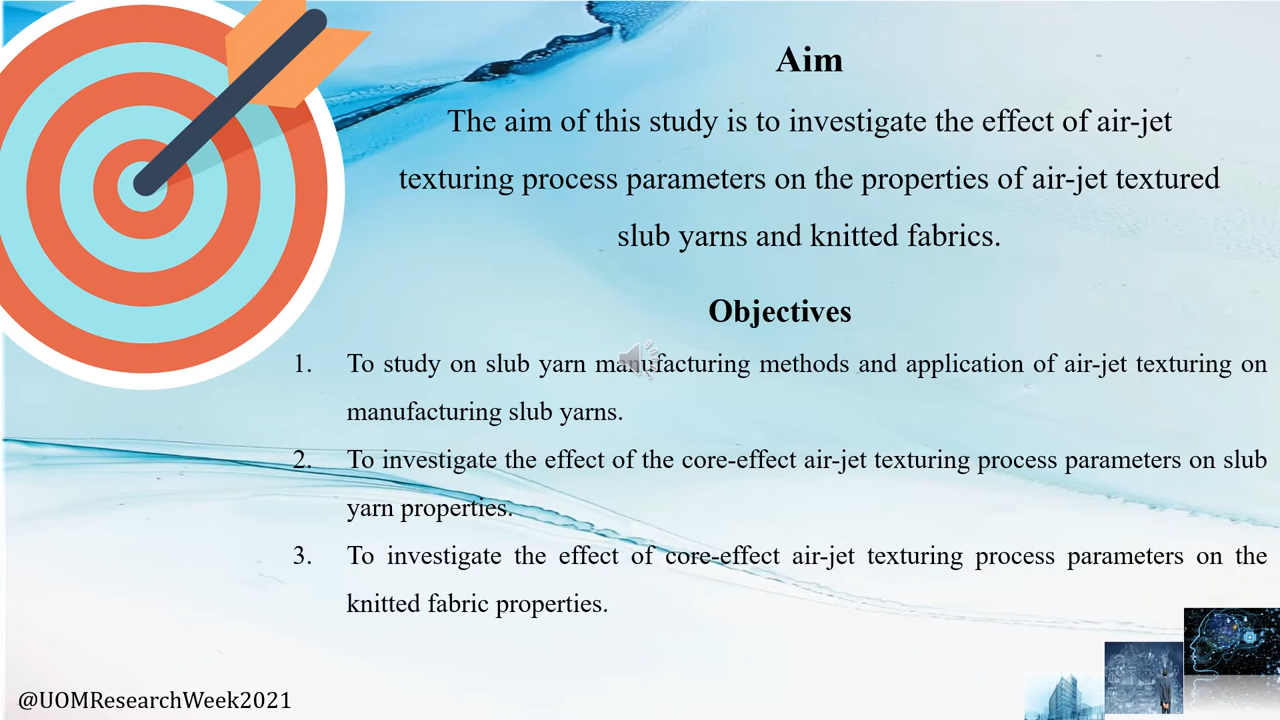 Aim
The aim of this study is to investigate the effect of air-jet
texturing process parameters on the properties of air-jet textured
slub yarns and knitted fabrics.
Objectives
1. To study on slub yarn manufacturing methods and application of air-jet texturing on
manufacturing slub yarns.
2. To investigate the effect of the core-effect air-jet texturing process parameters on slub
yarn properties.
3. To investigate the effect of core-effect air-jet texturing process parameters on the
knitted fabric properties.
@UOMResearchWeek2021